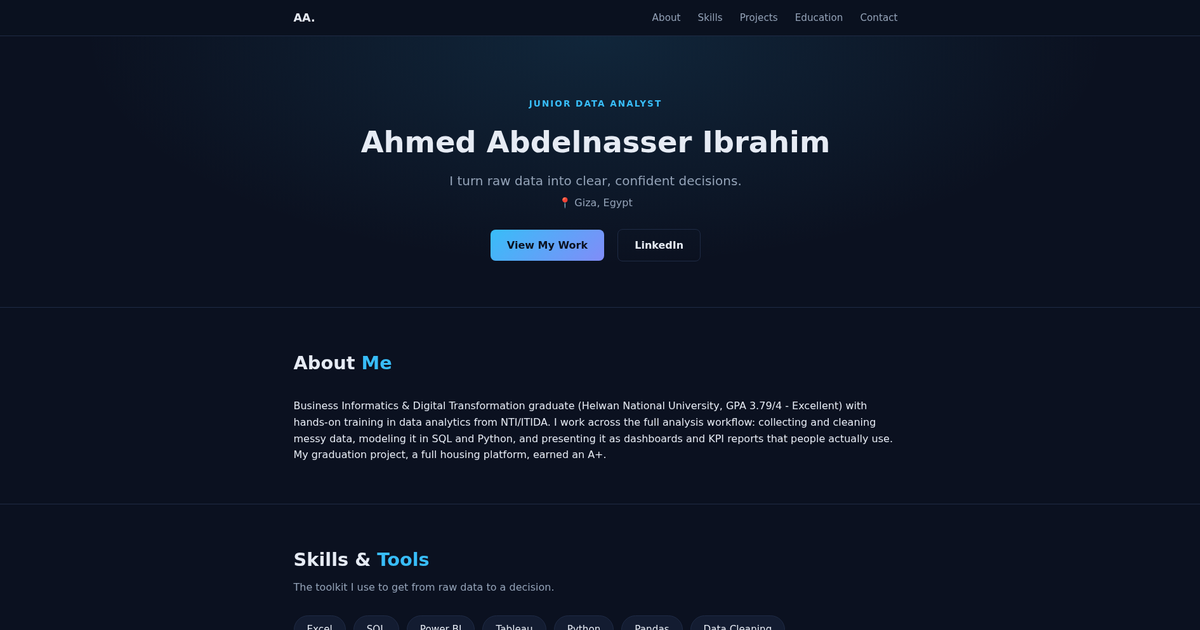 AA.
About Skills Projects Education Contact
JUNIOR DATA ANALYST
Ahmed Abdelnasser Ibrahim
I turn raw data into clear, confident decisions.
📍 Giza, Egypt
View My Work LinkedIn
About Me
Business Informatics & Digital Transformation graduate (Helwan National University, GPA 3.79/4 - Excellent) with
hands-on training in data analytics from NTI/ITIDA. I work across the full analysis workflow: collecting and cleaning
messy data, modeling it in SQL and Python, and presenting it as dashboards and KPI reports that people actually use.
My graduation project, a full housing platform, earned an A+.
Skills & Tools
The toolkit I use to get from raw data to a decision.
Excel SQL Power BI Tableau Python Pandas Data Cleaning